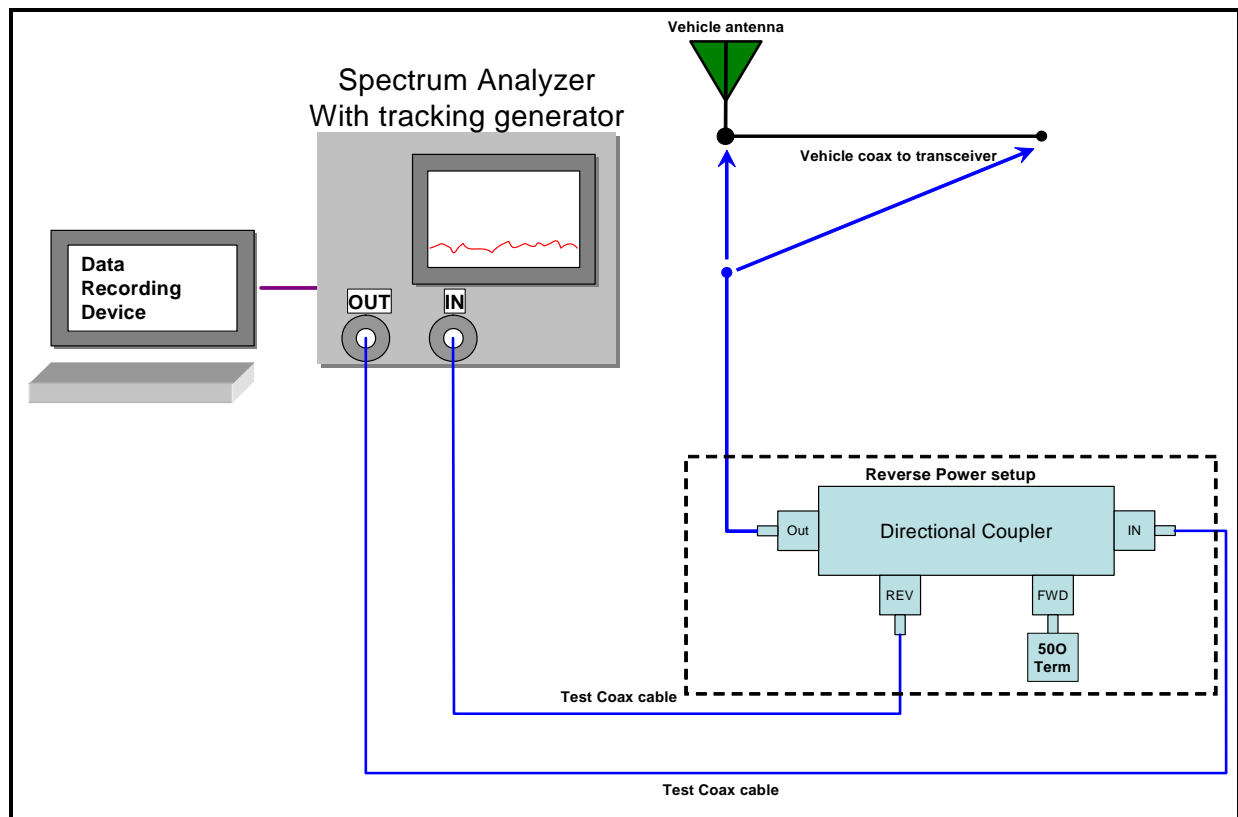 Vehicle antenna
Spectrum Analyzer
With tracking generator
Vehicle coax to transceiver
Data
Recording
Device
OUT
IN
Reverse Power setup
Out
Directional Coupler
IN
REV
FWD
50O
Term
Test Coax cable
Test Coax cable